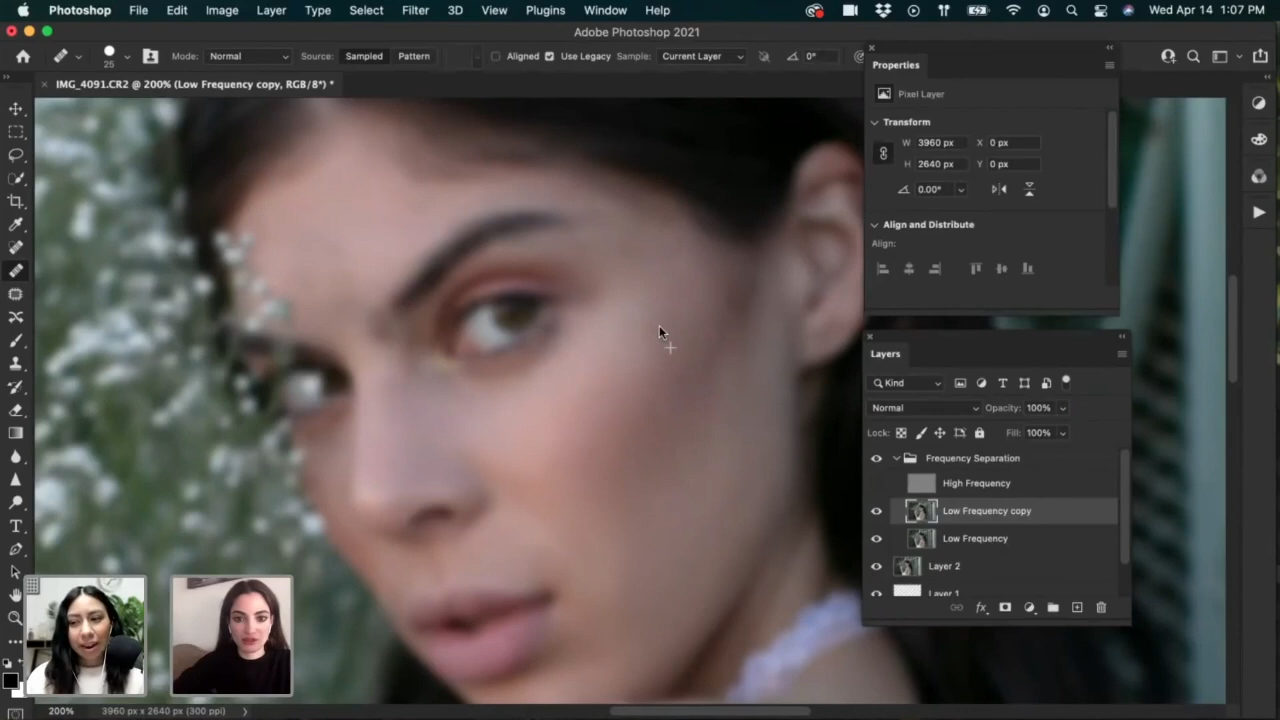 Photoshop File Edit Image Layer Type Select Filter 3D View Plugins Window Help Wed Apr 14 1:07 PM
Adobe Photoshop 2021
25 Mode: Normal Source: Sampled Pattern Aligned Use Legacy Sample: Current Layer 0°
IMG_4091.CR2 @ 200% (Low Frequency copy, RGB/8*) *
Properties
Pixel Layer
Transform
W 3960 px X 0 px
H 2640 px Y 0 px
0.00°
Align and Distribute
Align:
Layers
Kind
Normal Opacity: 100%
Lock: Fill: 100%
Frequency Separation
High Frequency
Low Frequency copy
Low Frequency
Layer 2
Layer 1
fx
200% 3960 px x 2640 px (300 ppi)